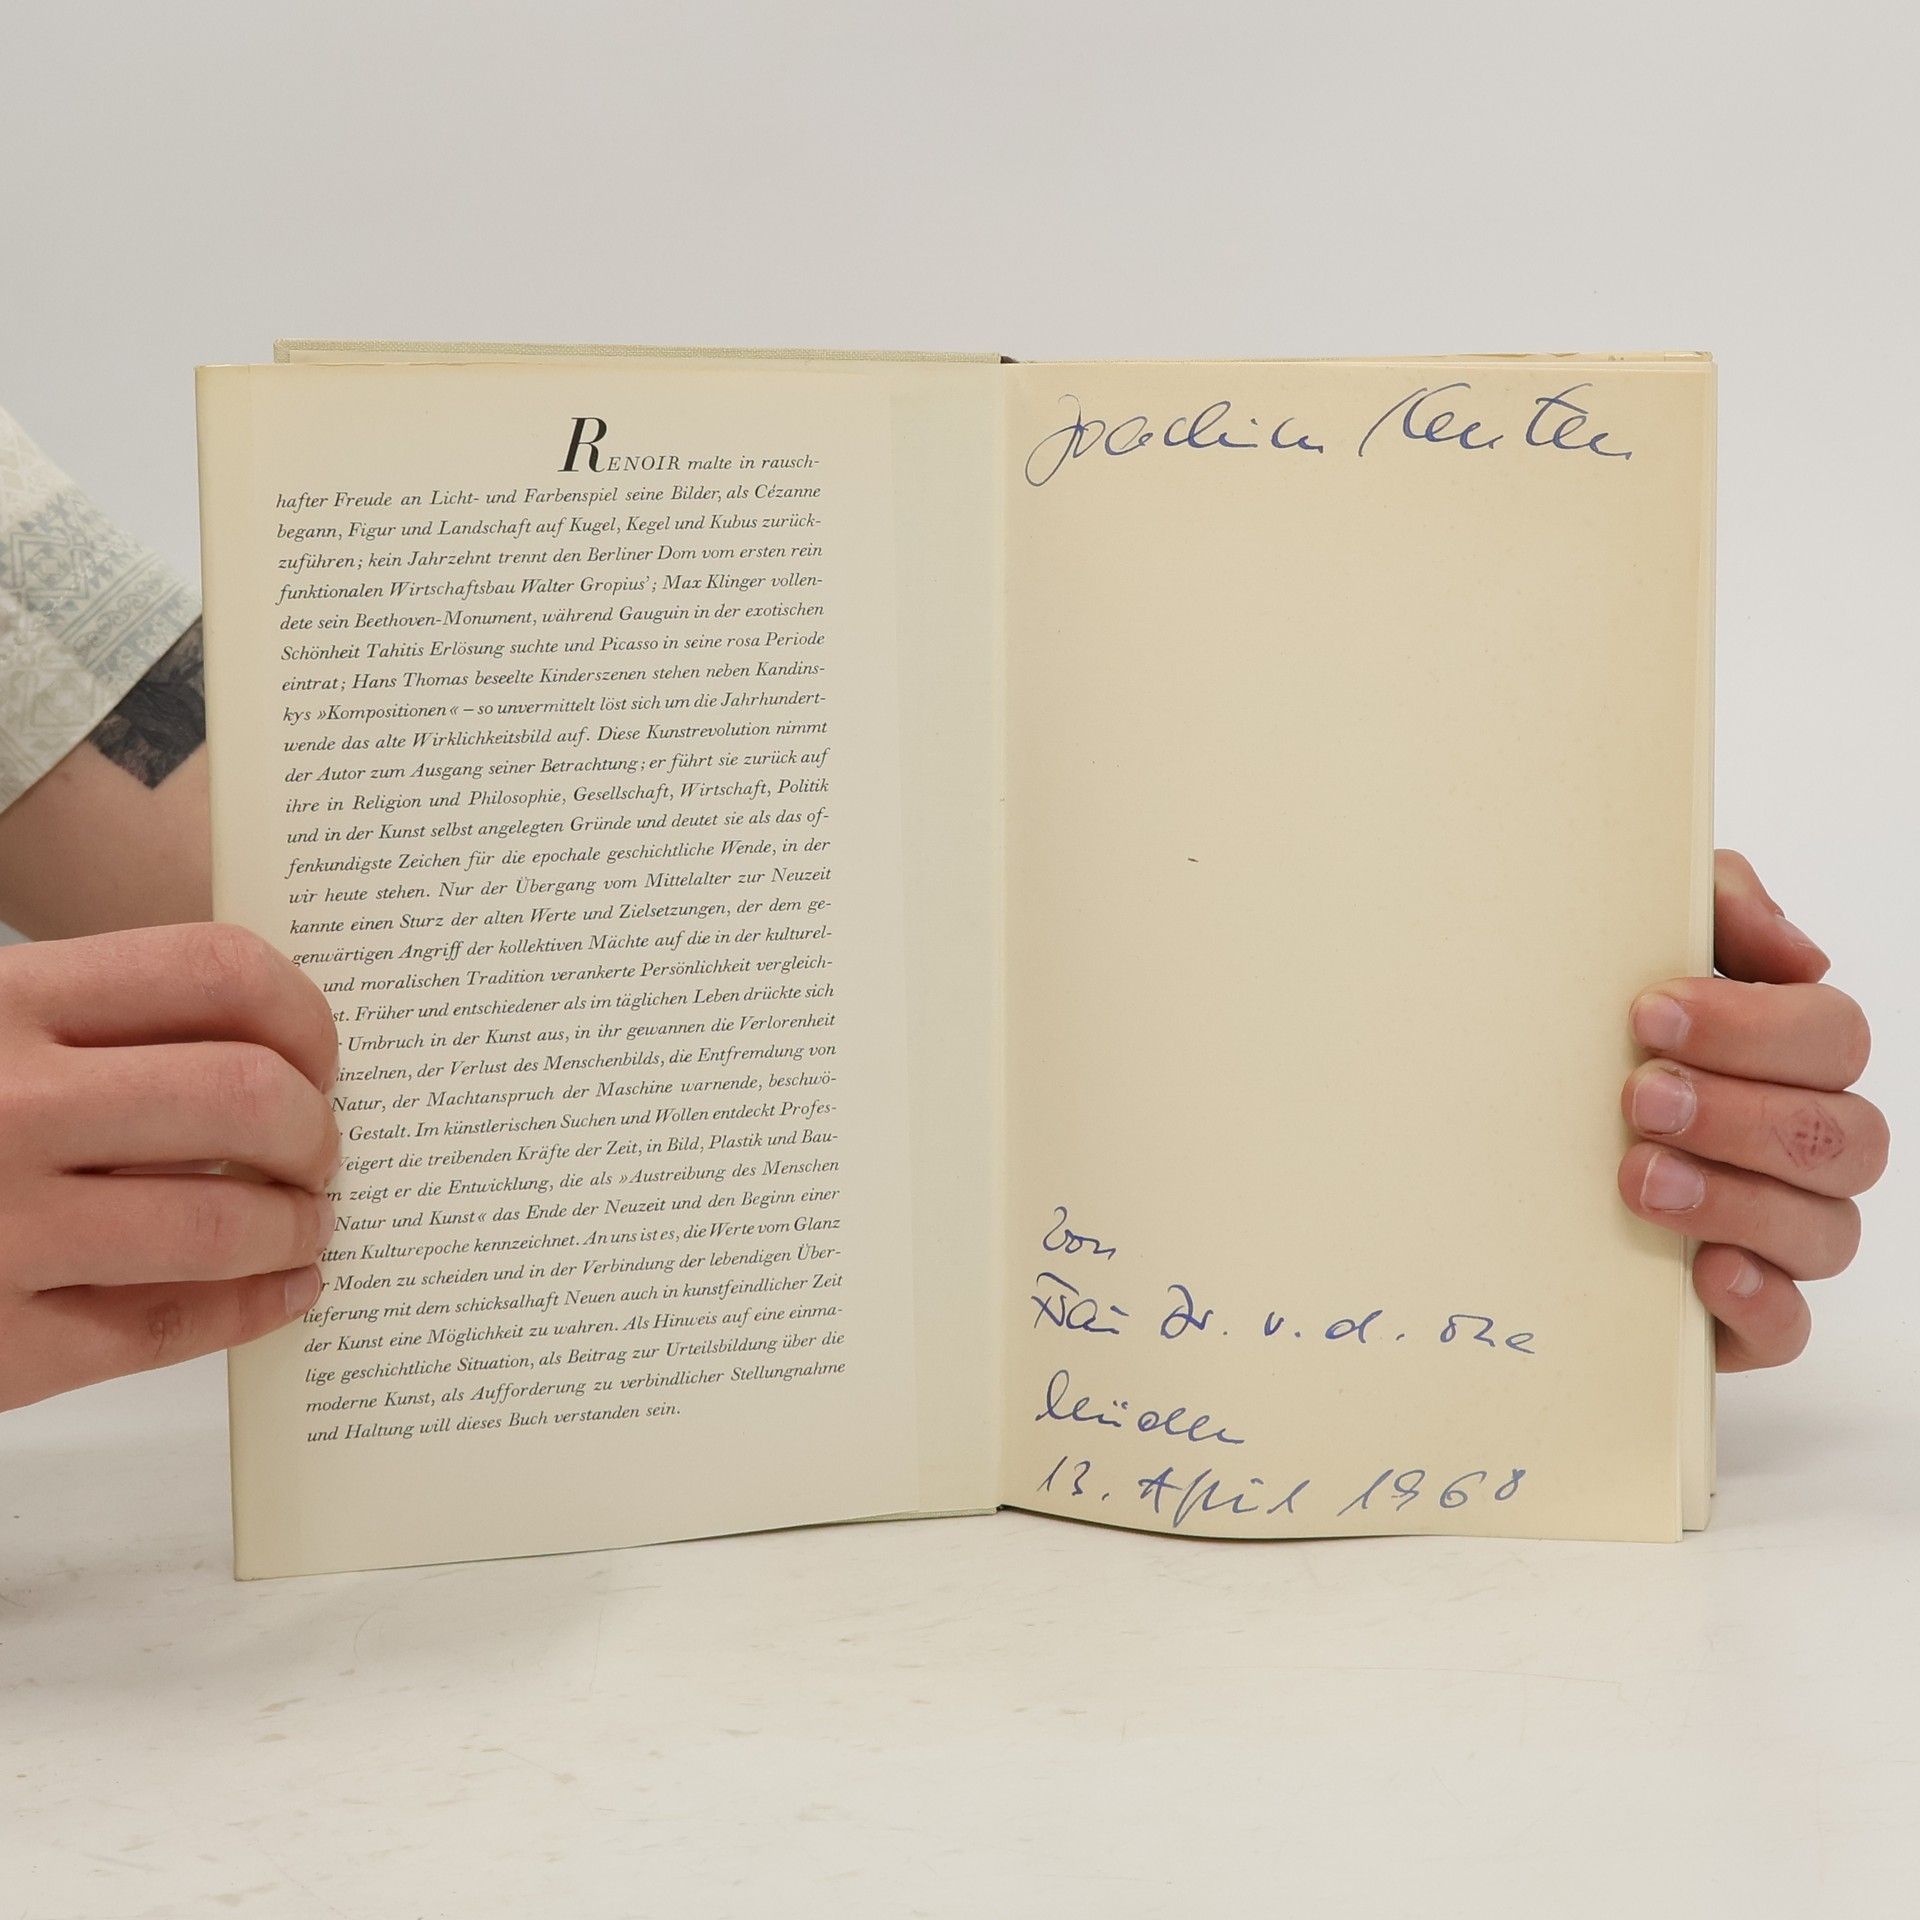 RENOIR malte in rausch-
hafter Freude an Licht- und Farbenspiel seine Bilder, als Cézanne
begann, Figur und Landschaft auf Kugel, Kegel und Kubus zurück-
zuführen; kein Jahrzehnt trennt den Berliner Dom vom ersten rein
funktionalen Wirtschaftsbau Walter Gropius'; Max Klinger vollen-
dete sein Beethoven-Monument, während Gauguin in der exotischen
Schönheit Tahitis Erlösung suchte und Picasso in seine rosa Periode
eintrat; Hans Thomas beseelte Kinderszenen stehen neben Kandins-
kys »Kompositionen« – so unvermittelt löst sich um die Jahrhundert-
wende das alte Wirklichkeitsbild auf. Diese Kunstrevolution nimmt
der Autor zum Ausgang seiner Betrachtung; er führt sie zurück auf
ihre in Religion und Philosophie, Gesellschaft, Wirtschaft, Politik
und in der Kunst selbst angelegten Gründe und deutet sie als das of-
fenkundigste Zeichen für die epochale geschichtliche Wende, in der
wir heute stehen. Nur der Übergang vom Mittelalter zur Neuzeit
kannte einen Sturz der alten Werte und Zielsetzungen, der dem ge-
genwärtigen Angriff der kollektiven Mächte auf die in der kulturel-
und moralischen Tradition verankerte Persönlichkeit vergleich-
st. Früher und entschiedener als im täglichen Leben drückte sich
Umbruch in der Kunst aus, in ihr gewannen die Verlorenheit
inzelnen, der Verlust des Menschenbilds, die Entfremdung von
Natur, der Machtanspruch der Maschine warnende, beschwö-
Gestalt. Im künstlerischen Suchen und Wollen entdeckt Profes-
Weigert die treibenden Kräfte der Zeit, in Bild, Plastik und Bau-
m zeigt er die Entwicklung, die als »Austreibung des Menschen
Natur und Kunst« das Ende der Neuzeit und den Beginn einer
itten Kulturepoche kennzeichnet. An uns ist es, die Werte vom Glanz
r Moden zu scheiden und in der Verbindung der lebendigen Über-
lieferung mit dem schicksalhaft Neuen auch in kunstfeindlicher Zeit
der Kunst eine Möglichkeit zu wahren. Als Hinweis auf eine einma-
lige geschichtliche Situation, als Beitrag zur Urteilsbildung über die
moderne Kunst, als Aufforderung zu verbindlicher Stellungnahme
und Haltung will dieses Buch verstanden sein.
Joachim
von
Frau Dr. v. d. Ohe
13. April 1968